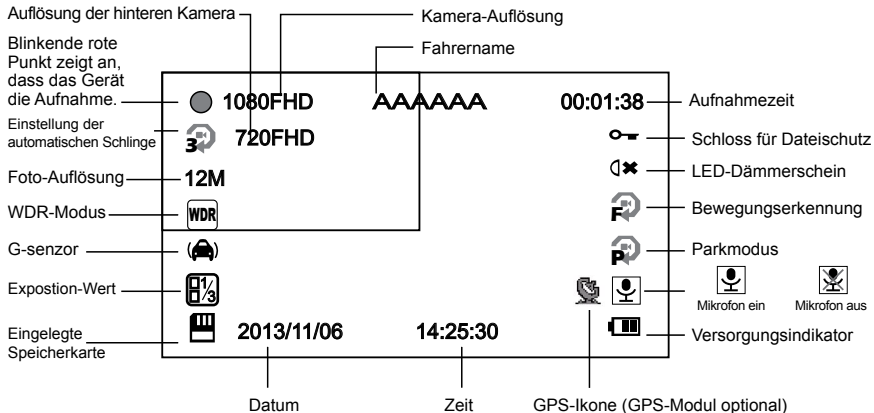 Auflösung der hinteren Kamera
Kamera-Auflösung
Fahrername
Blinkende rote
Punkt zeigt an,
dass das Gerät
die Aufnahme.
1080FHD
AAAAAA
00:01:38
Aufnahmezeit
Einstellung der
automatischen Schlinge
3
720FHD
Schloss für Dateischutz
LED-Dämmerschein
Foto-Auflösung
12M
WDR-Modus
WDR
F
Bewegungserkennung
G-senzor
P
Parkmodus
Expostion-Wert
1/3
Mikrofon ein
Mikrofon aus
Eingelegte
Speicherkarte
2013/11/06
14:25:30
Versorgungsindikator
Datum
Zeit
GPS-Ikone (GPS-Modul optional)